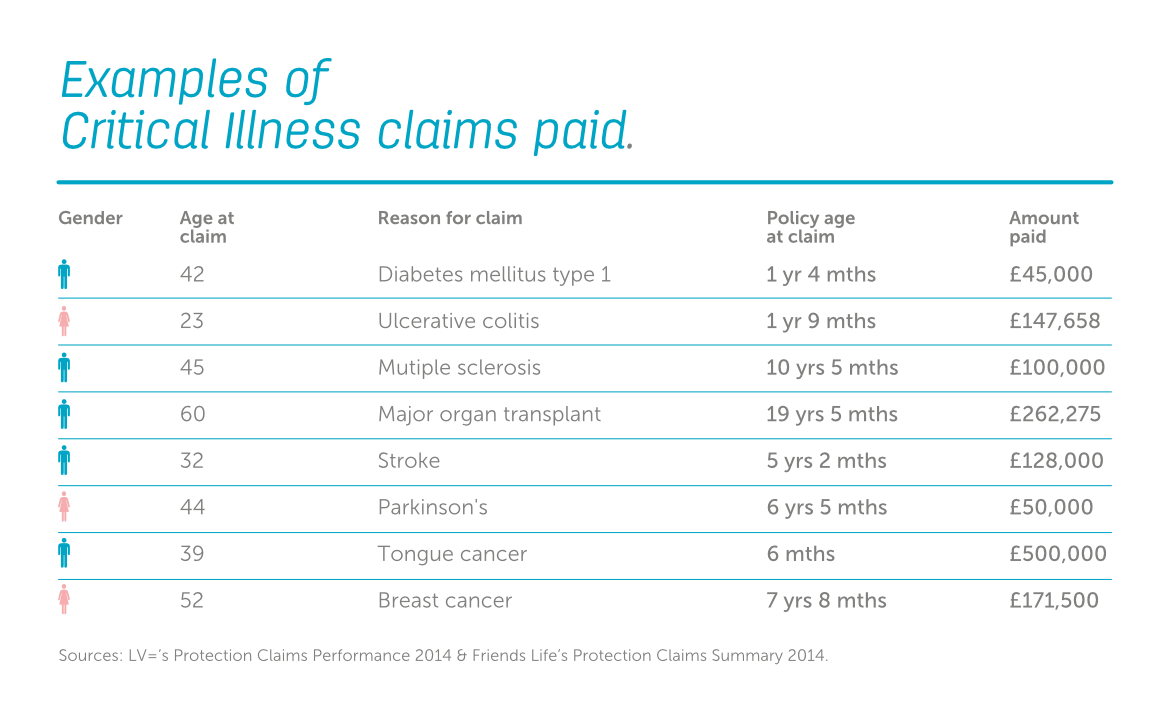 Examples of
Critical Illness claims paid.
Gender Age at claim Reason for claim Policy age at claim Amount paid
42 Diabetes mellitus type 1 1 yr 4 mths £45,000
23 Ulcerative colitis 1 yr 9 mths £147,658
45 Mutiple sclerosis 10 yrs 5 mths £100,000
60 Major organ transplant 19 yrs 5 mths £262,275
32 Stroke 5 yrs 2 mths £128,000
44 Parkinson's 6 yrs 5 mths £50,000
39 Tongue cancer 6 mths £500,000
52 Breast cancer 7 yrs 8 mths £171,500
Sources: LV=’s Protection Claims Performance 2014 & Friends Life’s Protection Claims Summary 2014.